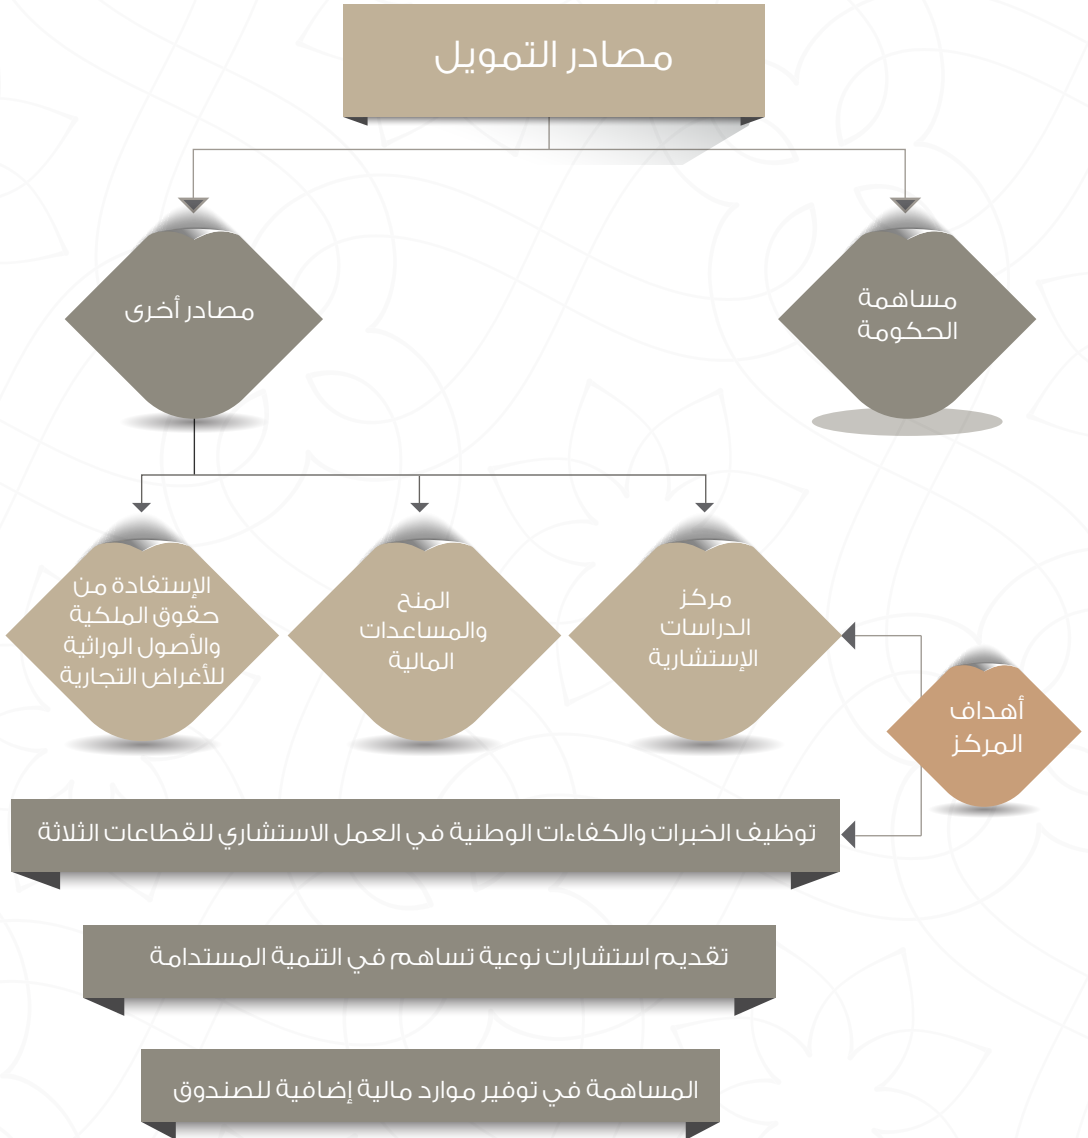 مصادر التمويل
مساهمة
الحكومة
مصادر أخرى
مركز
الدراسات
الإستشارية
المنح
والمساعدات
المالية
الإستفادة من
حقوق الملكية
والأصول الوراثية
للأغراض التجارية
أهداف
المركز
توظيف الخبرات والكفاءات الوطنية في العمل الاستشاري للقطاعات الثلاثة
تقديم استشارات نوعية تساهم في التنمية المستدامة
المساهمة في توفير موارد مالية إضافية للصندوق